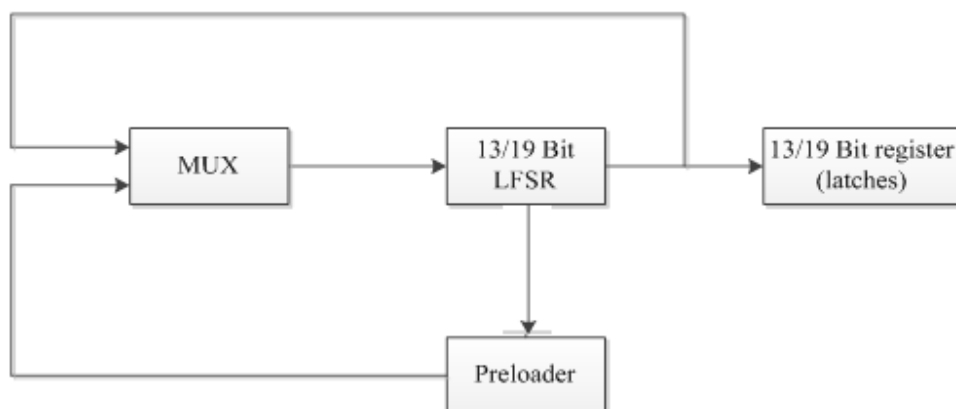 MUX
13/19 Bit
LFSR
13/19 Bit register
(latches)
Preloader